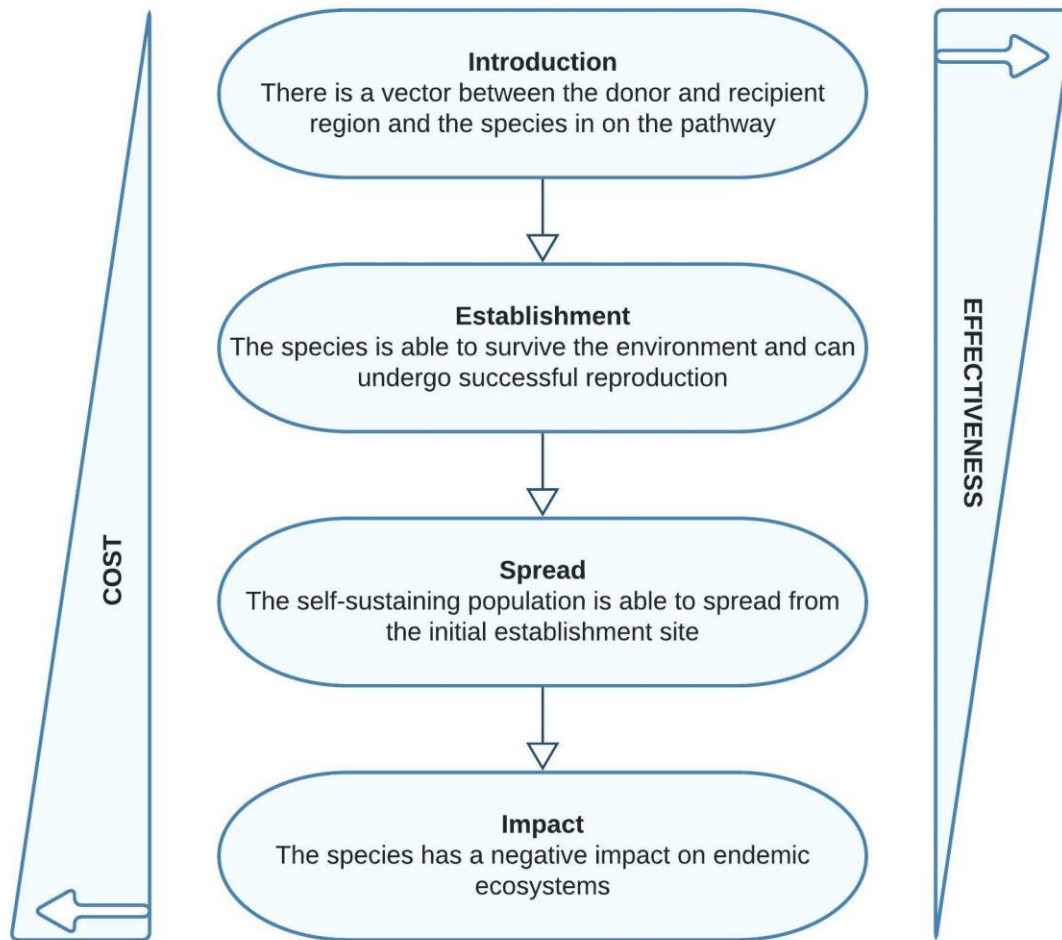 Introduction
There is a vector between the donor and recipient
region and the species in on the pathway
Establishment
The species is able to survive the environment and can
undergo successful reproduction
EFFECTIVENESS
COST
Spread
The self-sustaining population is able to spread from
the initial establishment site
Impact
The species has a negative impact on endemic
ecosystems